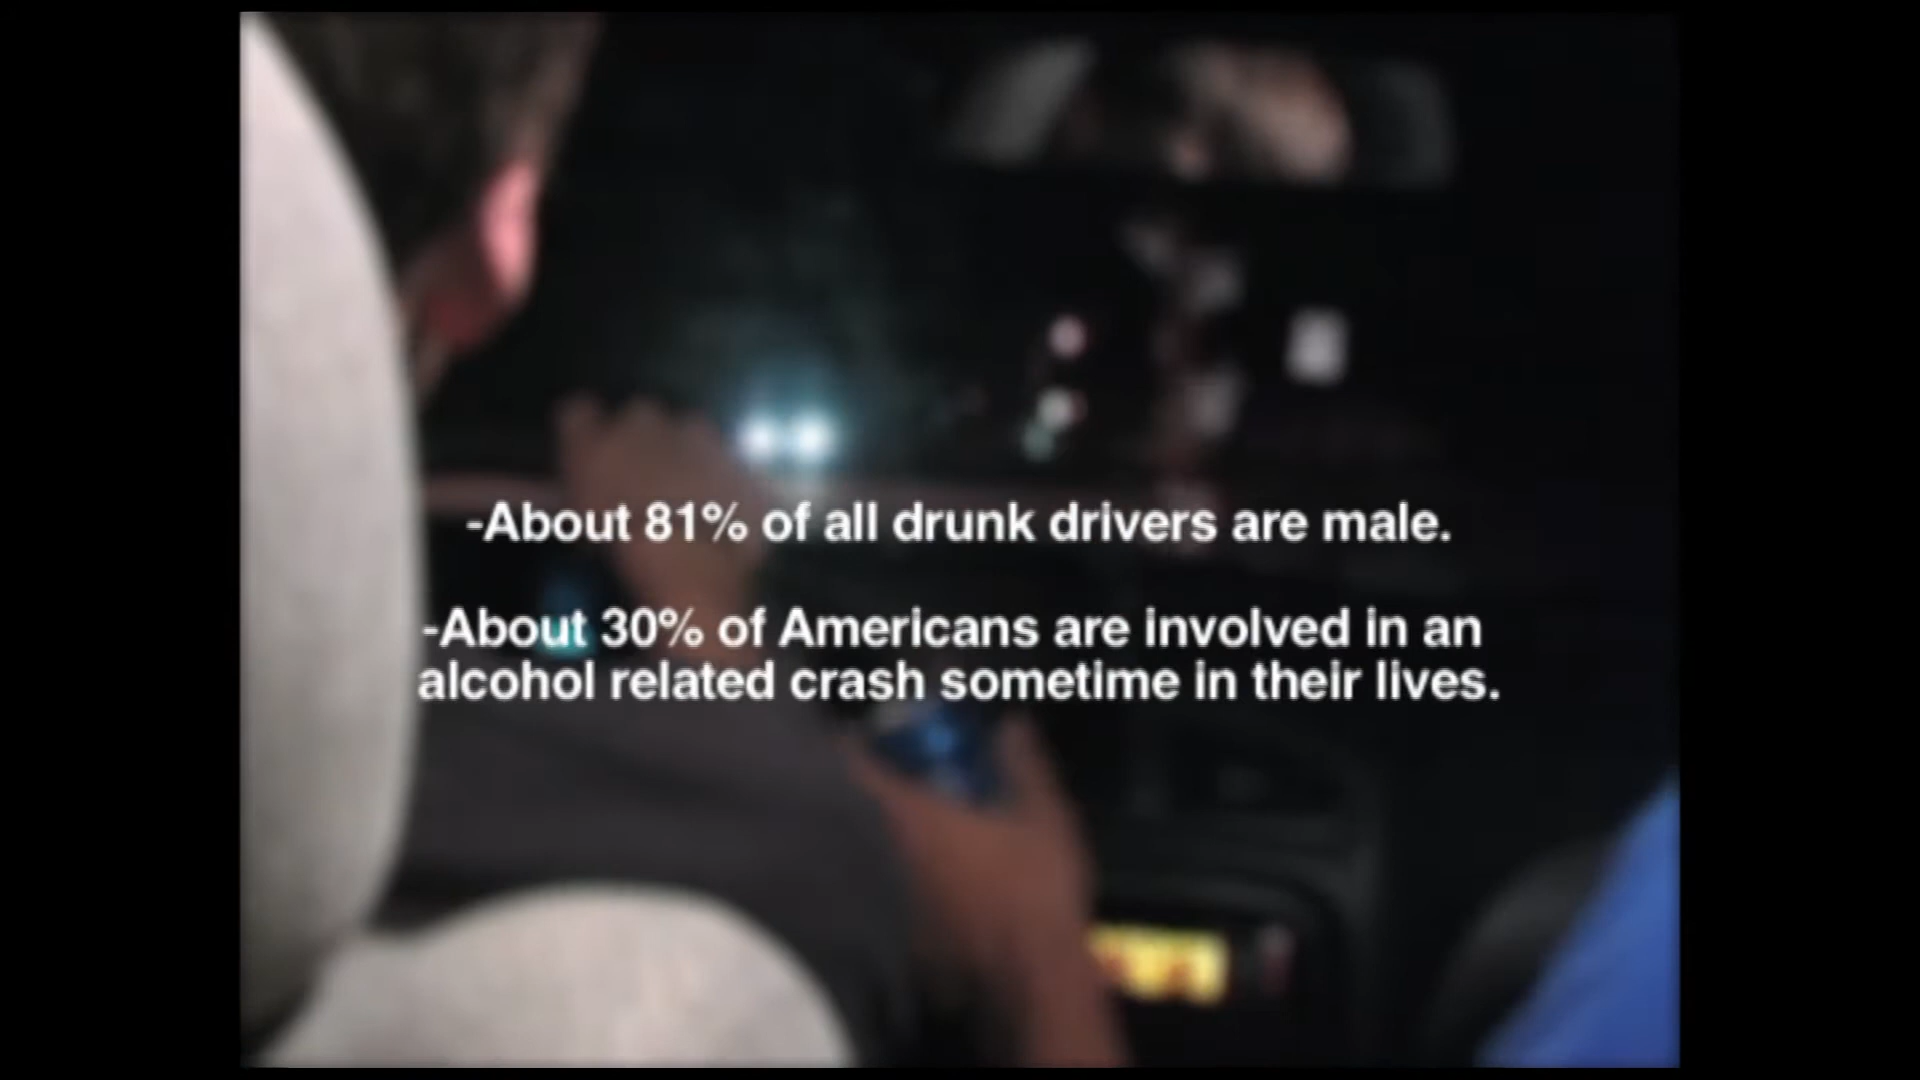 -About 81% of all drunk drivers are male.
-About 30% of Americans are involved in an
alcohol related crash sometime in their lives.